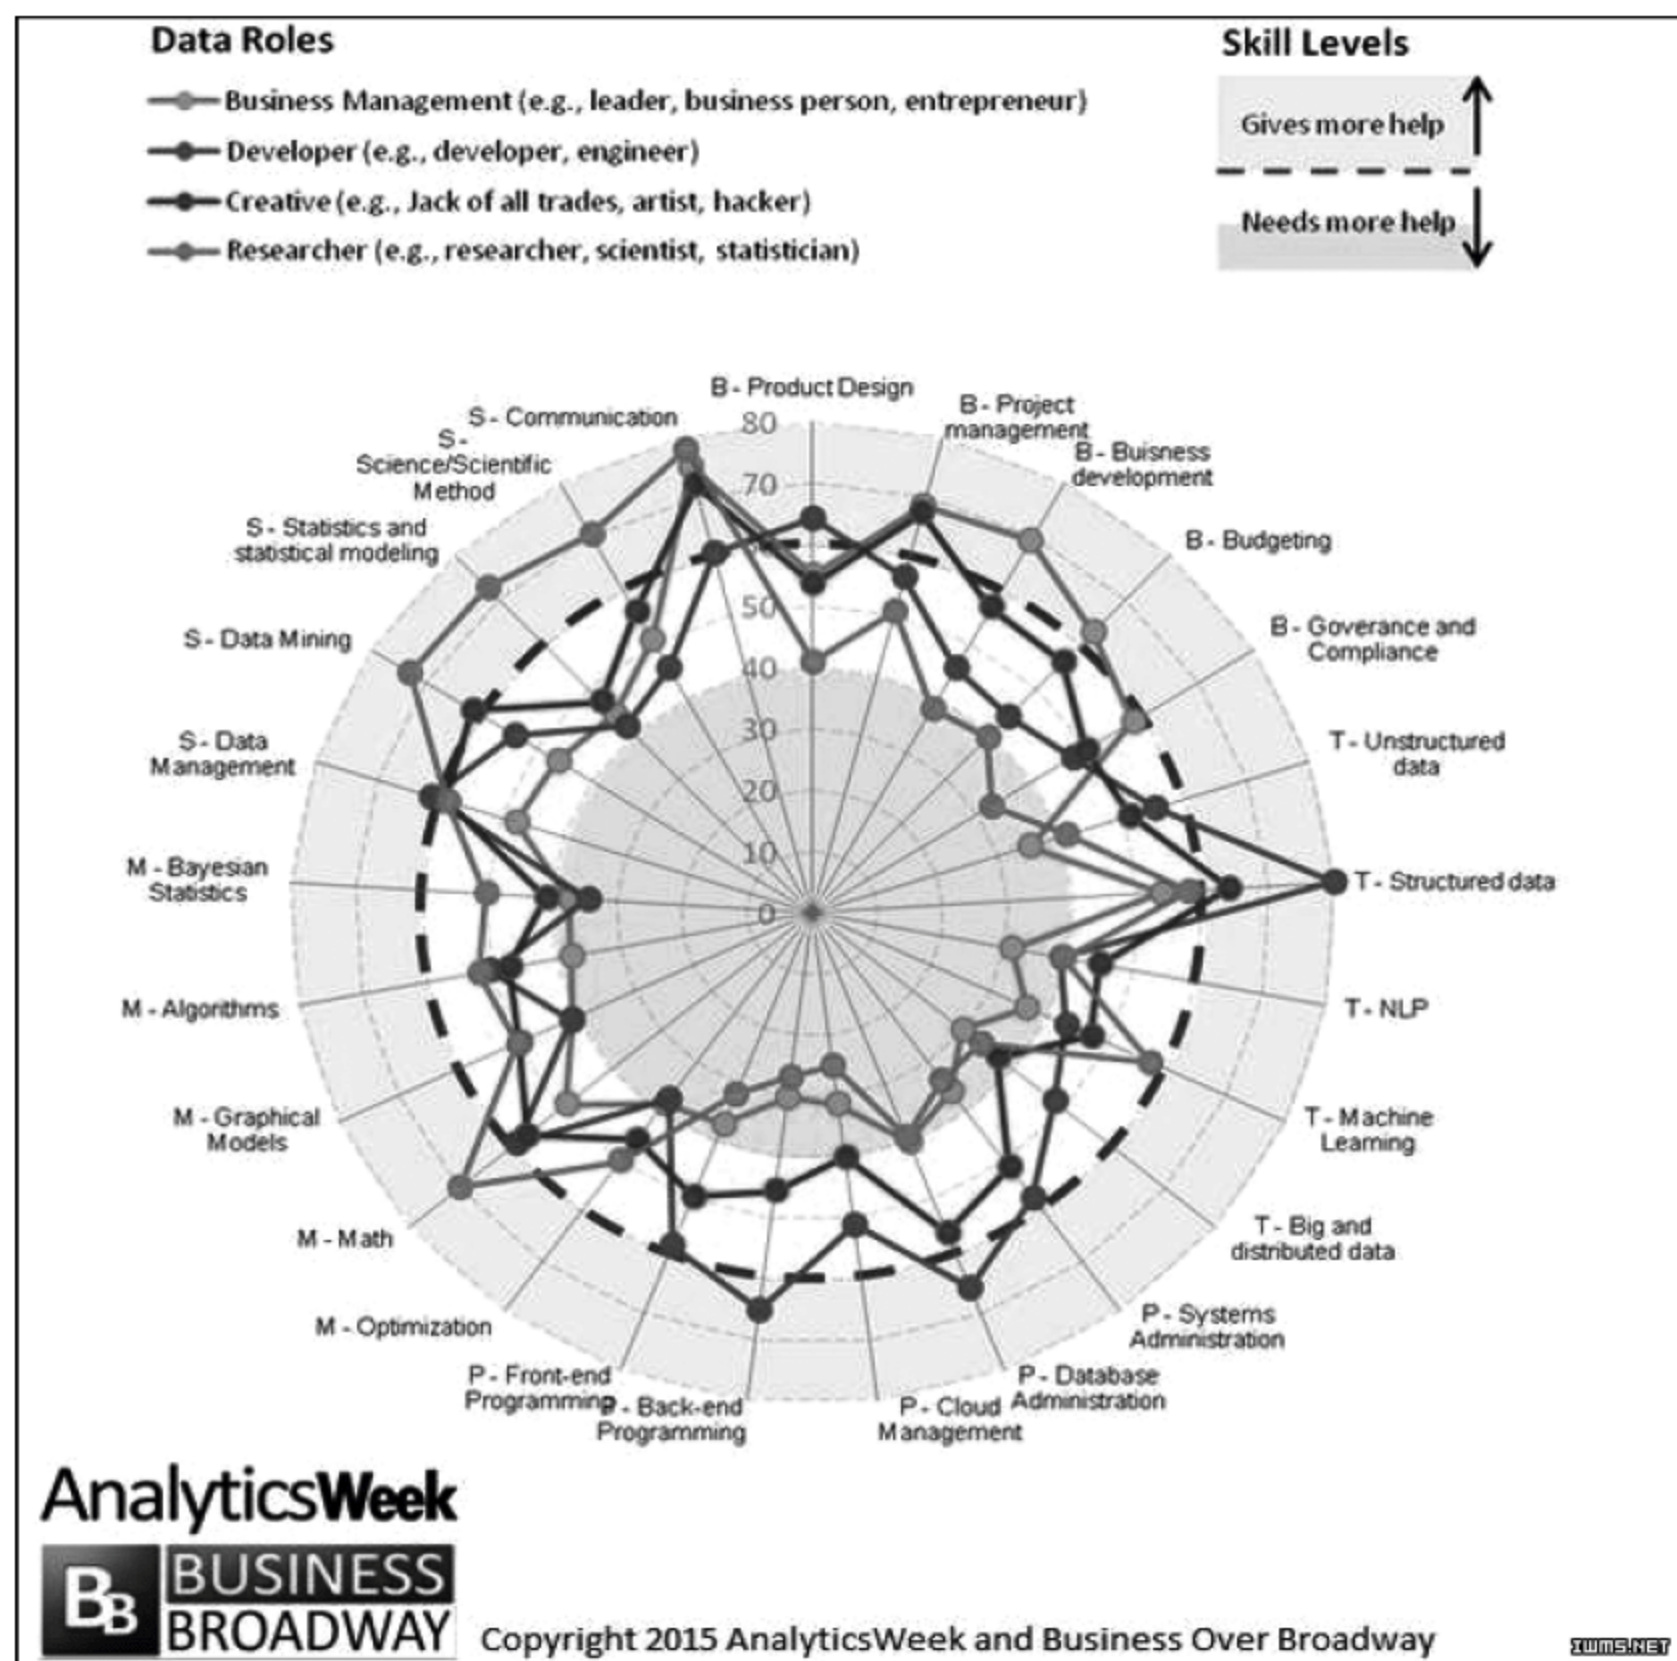 Data Roles
Business Management (e.g., leader, business person, entrepreneur)
Developer (e.g., developer, engineer)
Creative (e.g., Jack of all trades, artist, hacker)
Researcher (e.g., researcher, scientist, statistician)
Skill Levels
Gives more help
Needs more help
B - Product Design
B - Project
management
B - Buisness
development
B - Budgeting
B - Goverance and
Compliance
T - Unstructured
data
T - Structured data
T - NLP
T - Machine
Learning
T - Big and
distributed data
P - Systems
Administration
P - Database
Administration
P - Cloud
Management
P - Back-end
Programming
P - Front-end
Programming
M - Optimization
M - Math
M - Graphical
Models
M - Algorithms
M - Bayesian
Statistics
S - Data
Management
S - Data Mining
S - Statistics and
statistical modeling
S -
Science/Scientific
Method
S - Communication
80
70
50
40
30
20
10
0
AnalyticsWeek
BB
BUSINESS
BROADWAY
Copyright 2015 AnalyticsWeek and Business Over Broadway
IWMS.NET